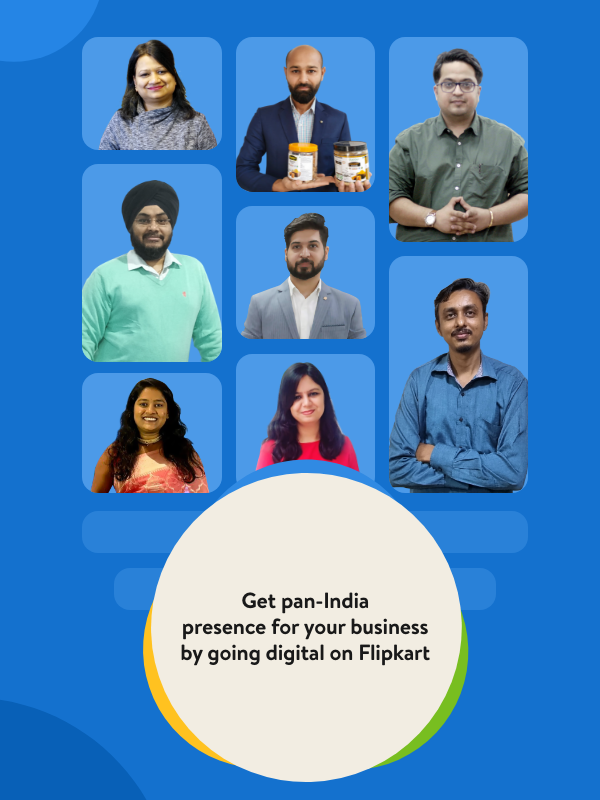 Get pan-India
presence for your business
by going digital on Flipkart